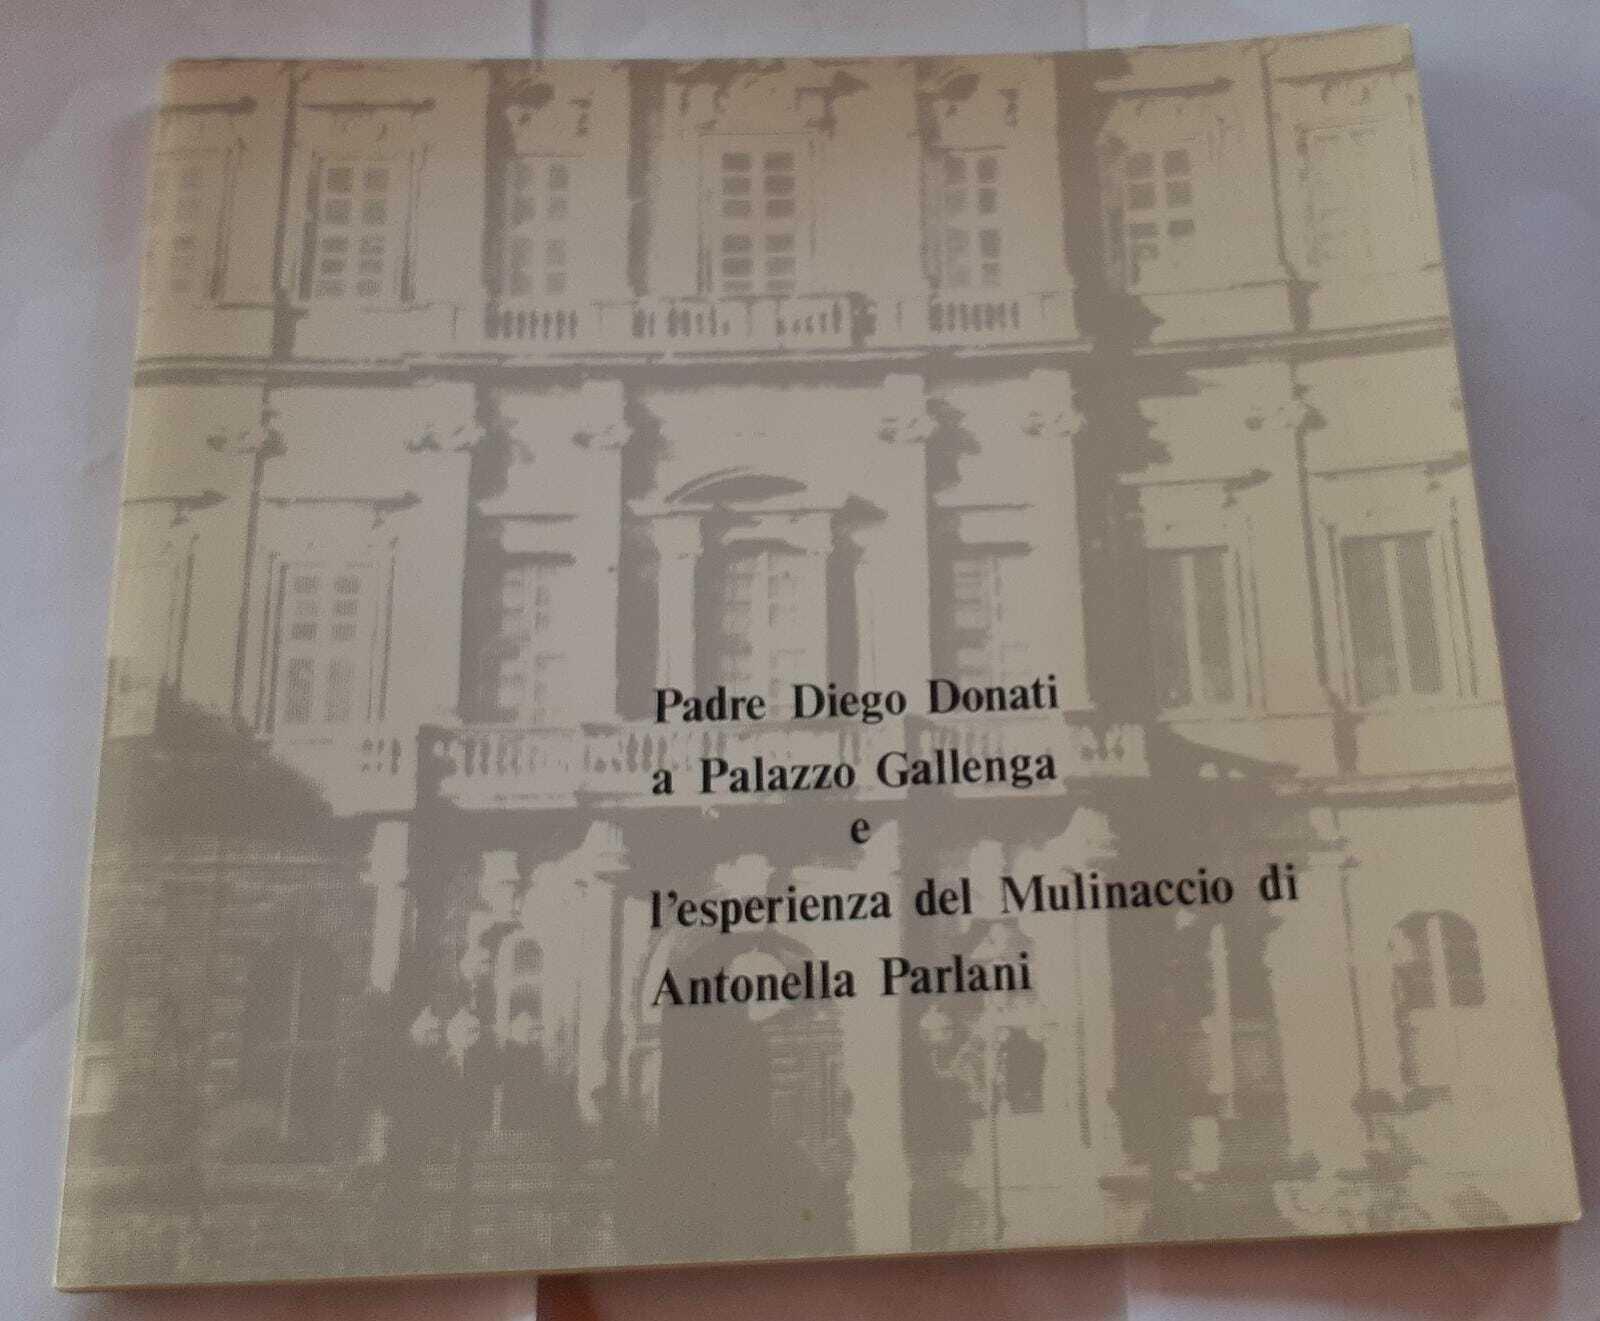 Padre Diego Donati
a Palazzo Gallenga
e
l'esperienza del Mulinaccio di
Antonella Parlani